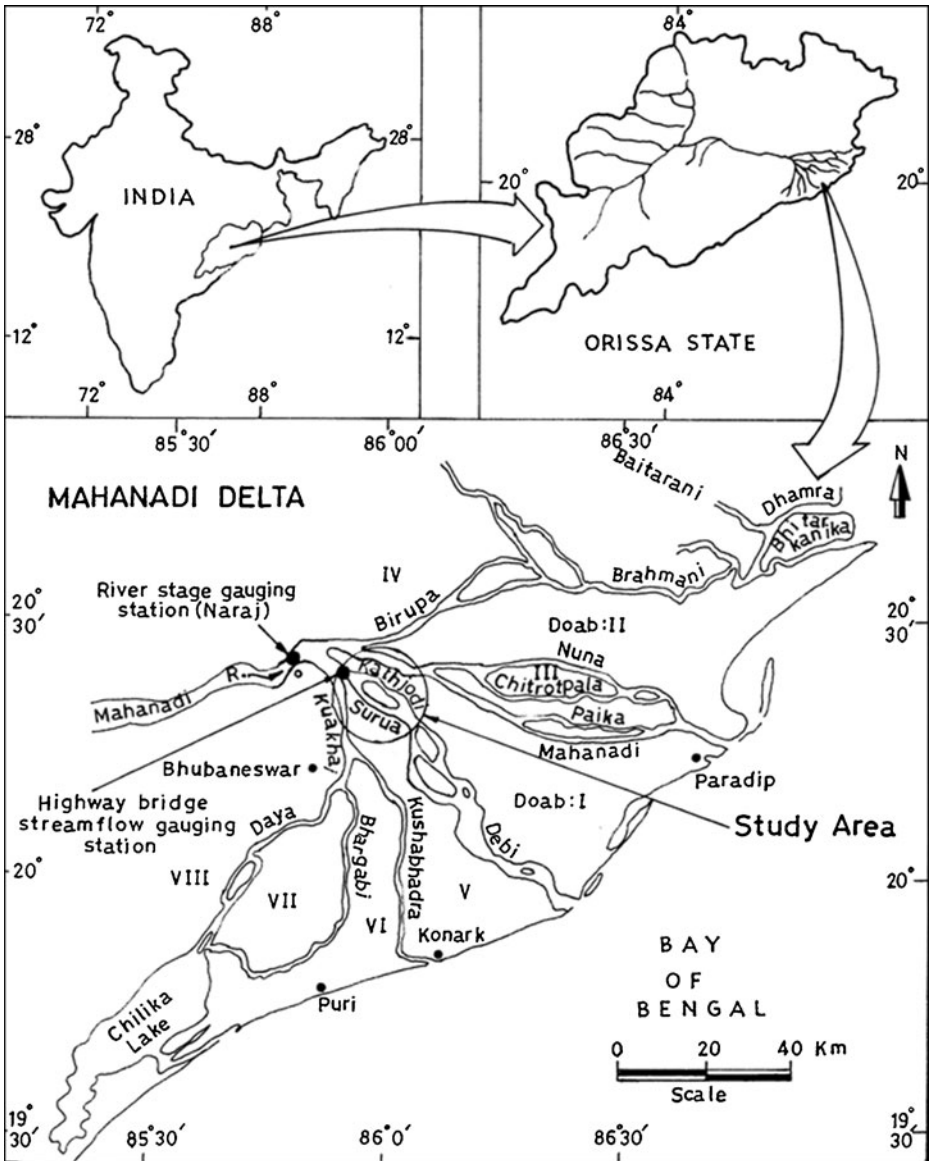 72°
88°
84°
28°
28°
INDIA
20°
20°
12°
12°
ORISSA STATE
72°
88°
84°
85°30′
86°00′
86°30′
N
MAHANADI DELTA
Baitarani
Dhamra
Bhitar
kanika
IV
Brahmani
River stage gauging
station (Naraj)
Birupa
20°
30′
20°
30′
Doab:II
Nuna
R
Kathjodi
III
Chitrotpala
Mahanadi
Surua
Paika
Kuakhai
Mahanadi
Bhubaneswar
Paradip
Highway bridge
streamflow gauging
station
Doab:I
Study Area
Daya
Bhargabi
Kushabhadra
Debi
20°
20°
VIII
VII
V
VI
Konark
BAY
OF
BENGAL
Puri
Chilika
Lake
0 20 40 Km
Scale
19°
30′
19°
30′
85°30′
86°0′
86°30′